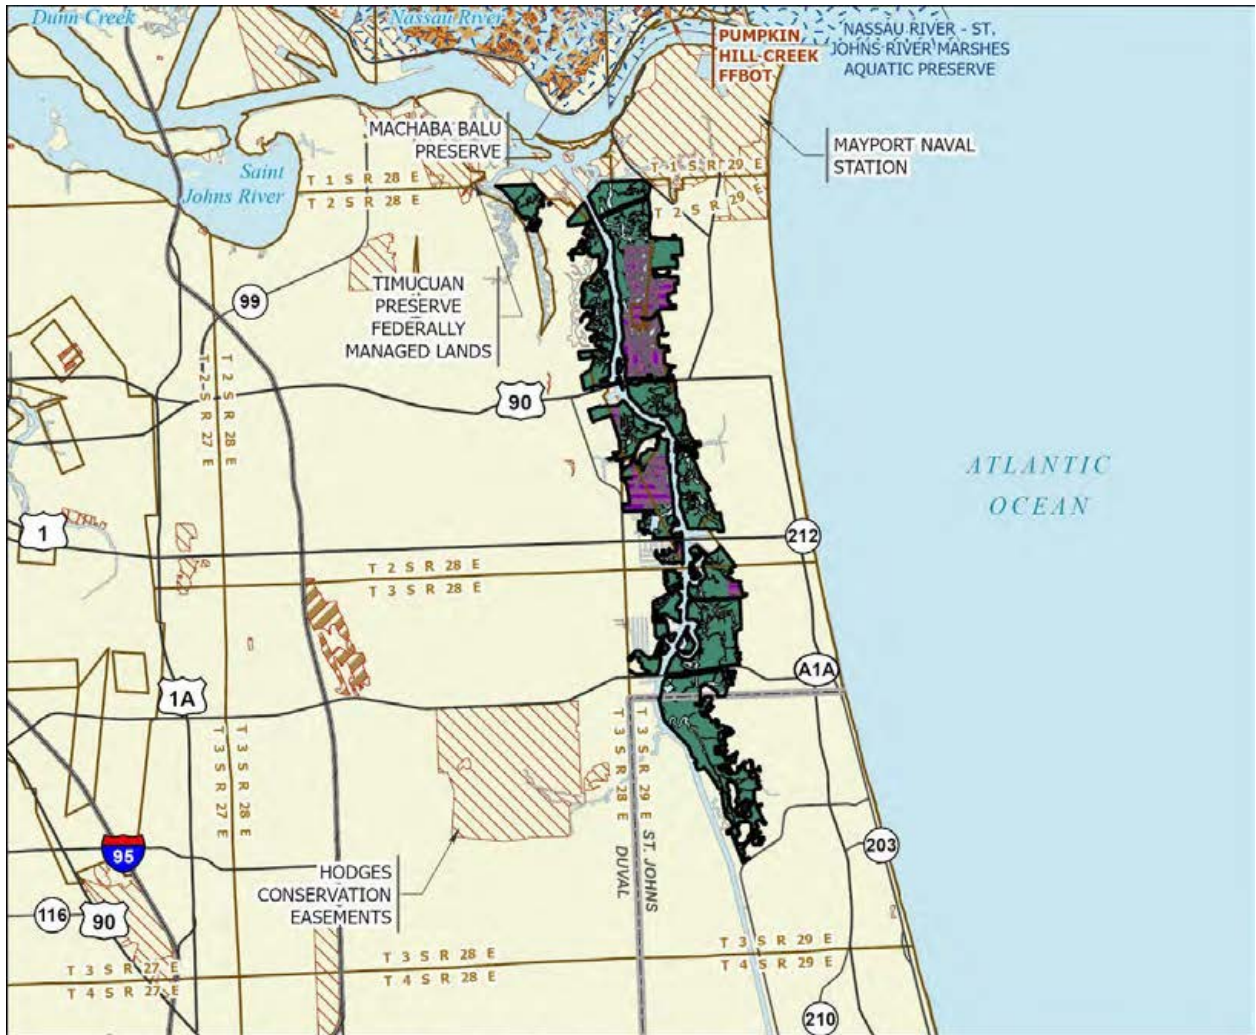 Dunn Creek
Nassau River
PUMPKIN
HILL CREEK
FFBOT
NASSAU RIVER - ST.
JOHNS RIVER MARSHES
AQUATIC PRESERVE
MACHABA BALU
PRESERVE
MAYPORT NAVAL
STATION
Saint
Johns River
T 1 S R 28 E
T 2 S R 28 E
T 1 S R 29 E
T 2 S R 29 E
TIMUCUAN
PRESERVE
FEDERALLY
MANAGED LANDS
99
T 2 S R 27 E
T 2 S R 28 E
90
ATLANTIC
OCEAN
1
212
T 2 S R 28 E
T 3 S R 28 E
A1A
1A
T 3 S R 27 E
T 3 S R 28 E
T 3 S R 28 E
T 3 S R 29 E
95
203
ST. JOHNS
DUVAL
HODGES
CONSERVATION
EASEMENTS
116
90
T 3 S R 27 E
T 4 S R 27 E
T 3 S R 28 E
T 4 S R 28 E
T 3 S R 29 E
T 4 S R 29 E
210